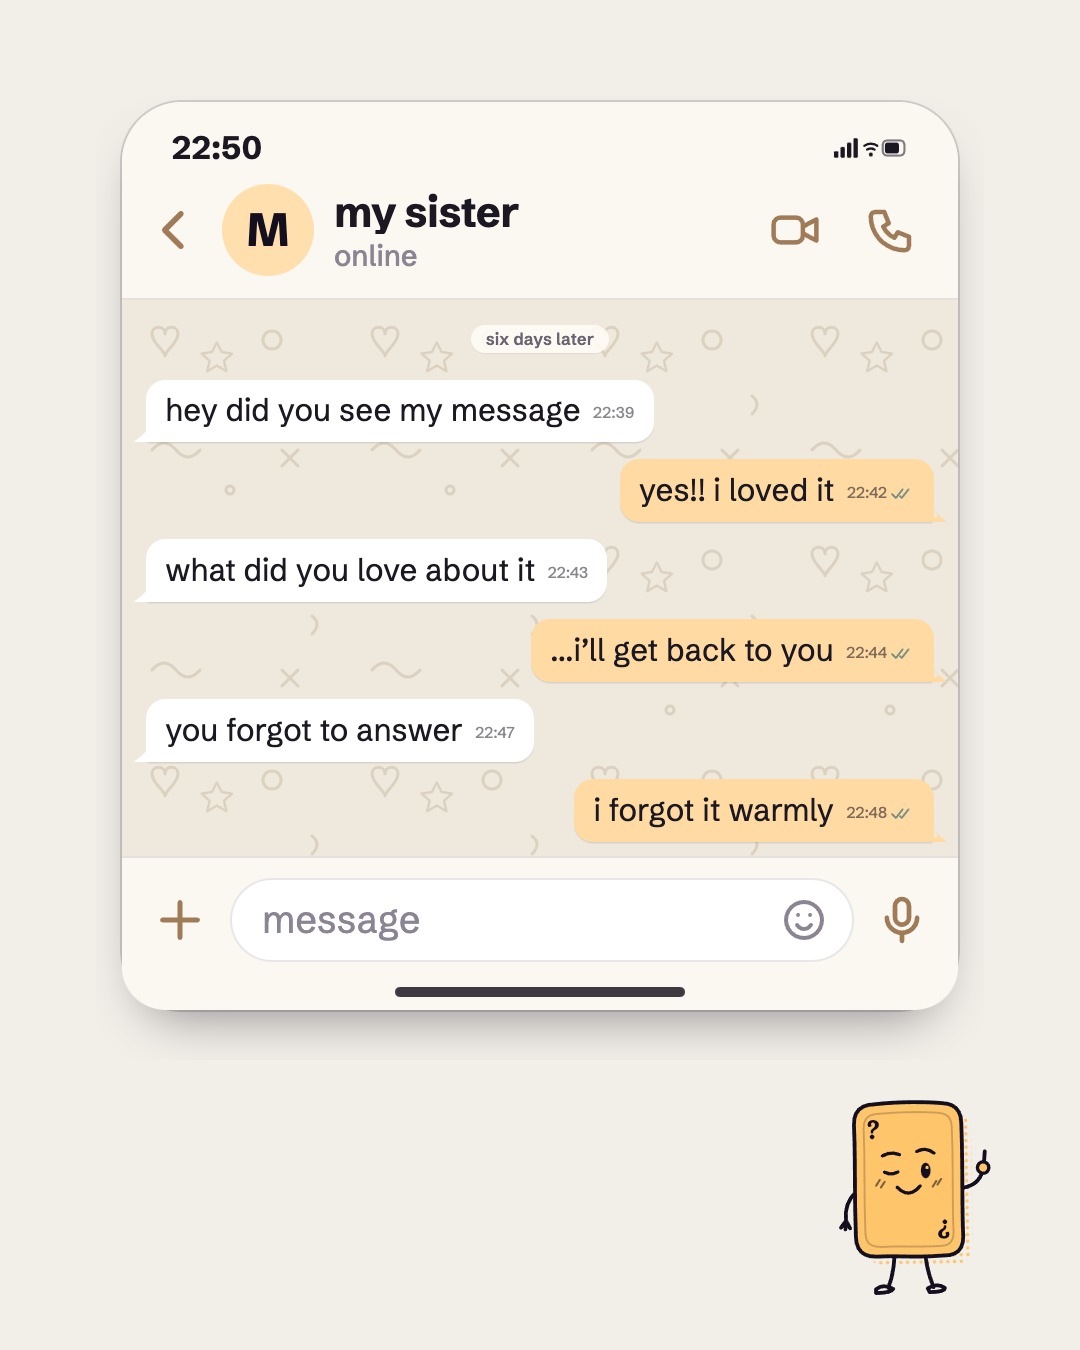 22:50
M
my sister
online
six days later
hey did you see my message 22:39
yes!! i loved it 22:42
what did you love about it 22:43
...i’ll get back to you 22:44
you forgot to answer 22:47
i forgot it warmly 22:48
message
?
?